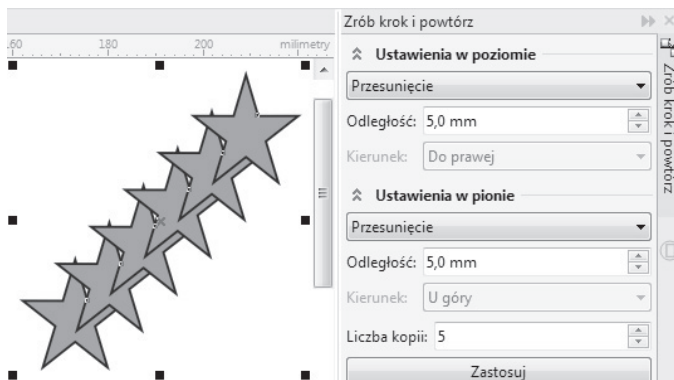 Zrób krok i powtórz
160 180 200 milimetry
Ustawienia w poziomie
Przesunięcie
Odległość: 5,0 mm
Kierunek: Do prawej
Ustawienia w pionie
Przesunięcie
Odległość: 5,0 mm
Kierunek: U góry
Liczba kopii: 5
Zastosuj
Zrób krok i powtórz